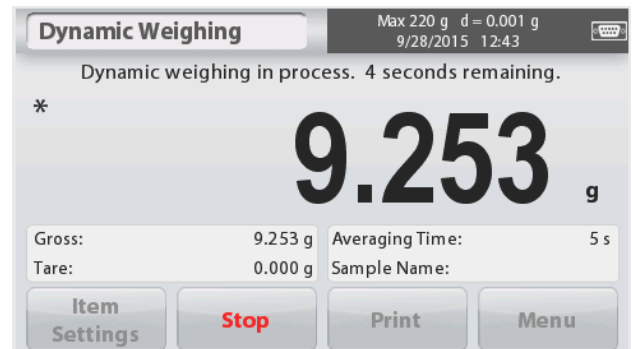 Dynamic Weighing
Max 220 g d = 0.001 g
9/28/2015 12:43
Dynamic weighing in process. 4 seconds remaining.
*
9.253 g
Gross: 9.253 g
Tare: 0.000 g
Averaging Time: 5 s
Sample Name:
Item
Settings
Stop
Print
Menu